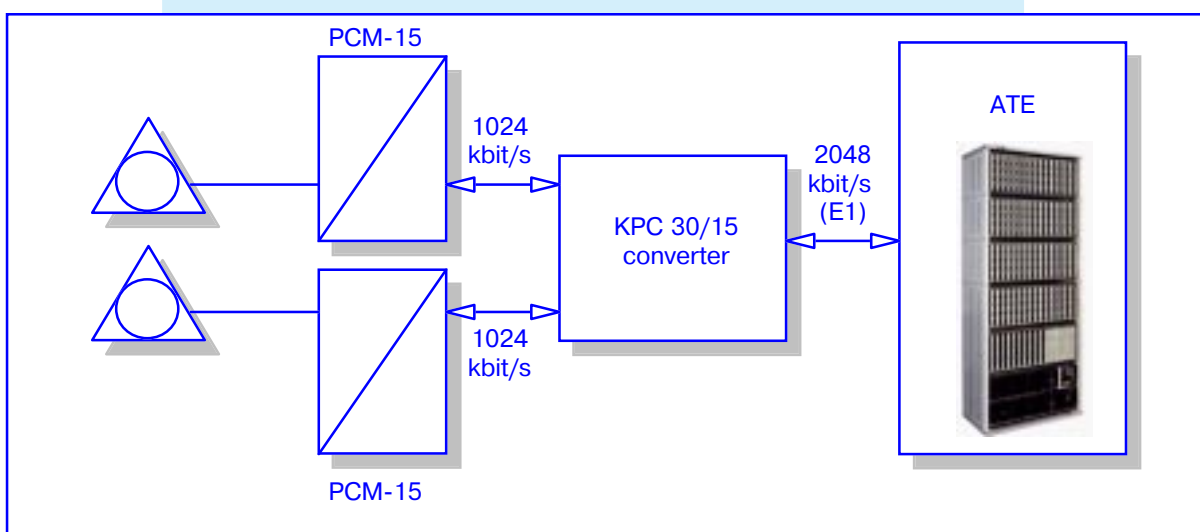 PCM-15
1024
kbit/s
KPC 30/15
converter
2048
kbit/s
(E1)
ATE
1024
kbit/s
PCM-15